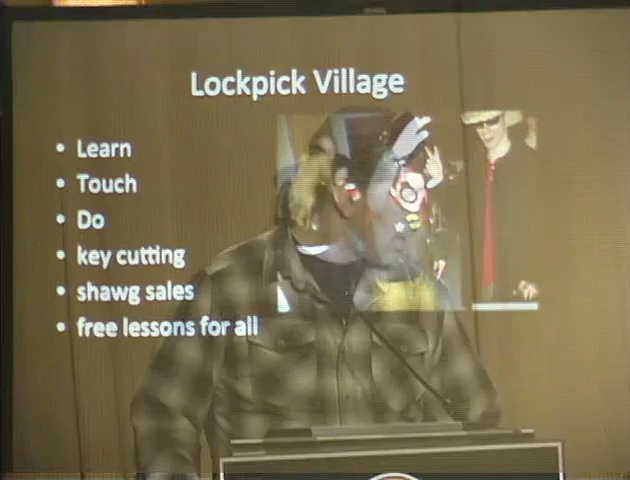 Lockpick Village
• Learn
• Touch
• Do
• key cutting
• shawg sales
• free lessons for all